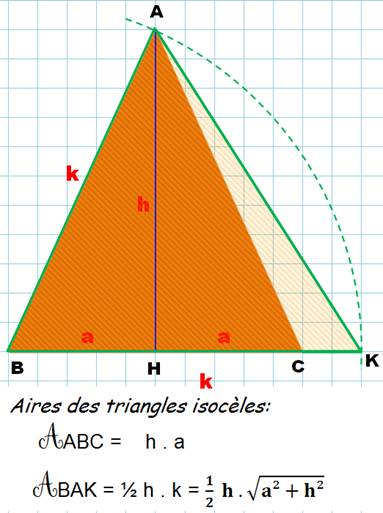 A
k
h
a
a
B
H
C
K
k
Aires des triangles isocèles:
𝒜ABC = h . a
𝒜BAK = ½ h . k = 1/2 h . √(a² + h²)